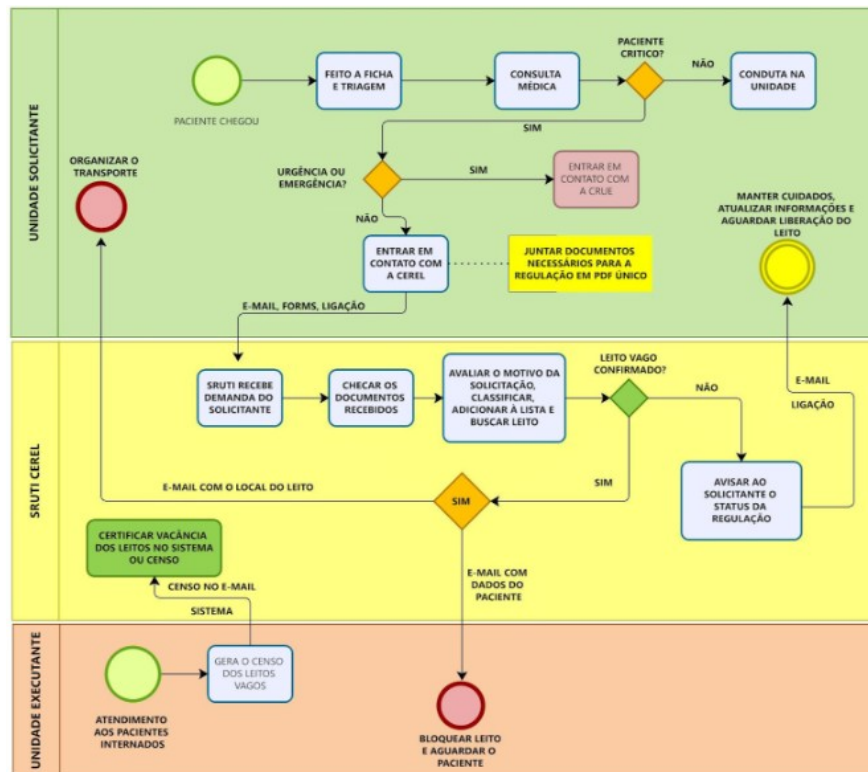 UNIDADE SOLICITANTE
PACIENTE CHEGOU
FEITO A FICHA
E TRIAGEM
CONSULTA
MÉDICA
PACIENTE
CRITICO?
NÃO
CONDUTA NA
UNIDADE
SIM
URGÊNCIA OU
EMERGÊNCIA?
SIM
ENTRAR EM
CONTATO COM
A CRUE
NÃO
ORGANIZAR O
TRANSPORTE
ENTRAR EM
CONTATO COM
A CEREL
JUNTAR DOCUMENTOS
NECESSÁRIOS PARA A
REGULAÇÃO EM PDF ÚNICO
MANTER CUIDADOS,
ATUALIZAR INFORMAÇÕES E
AGUARDAR LIBERAÇÃO DO
LEITO
E-MAIL, FORMS, LIGAÇÃO
SRUTI CEREL
SRUTI RECEBE
DEMANDA DO
SOLICITANTE
CHECAR OS
DOCUMENTOS
RECEBIDOS
AVALIAR O MOTIVO DA
SOLICITAÇÃO,
CLASSIFICAR,
ADICIONAR À LISTA E
BUSCAR LEITO
LEITO VAGO
CONFIRMADO?
NÃO
E-MAIL
LIGAÇÃO
SIM
AVISAR AO
SOLICITANTE O
STATUS DA
REGULAÇÃO
E-MAIL COM O LOCAL DO LEITO
SIM
CERTIFICAR VACÂNCIA
DOS LEITOS NO SISTEMA
OU CENSO
CENSO NO E-MAIL
SISTEMA
E-MAIL COM
DADOS DO
PACIENTE
UNIDADE EXECUTANTE
ATENDIMENTO
AOS PACIENTES
INTERNADOS
GERA O CENSO
DOS LEITOS
VAGOS
BLOQUEAR LEITO
E AGUARDAR O
PACIENTE